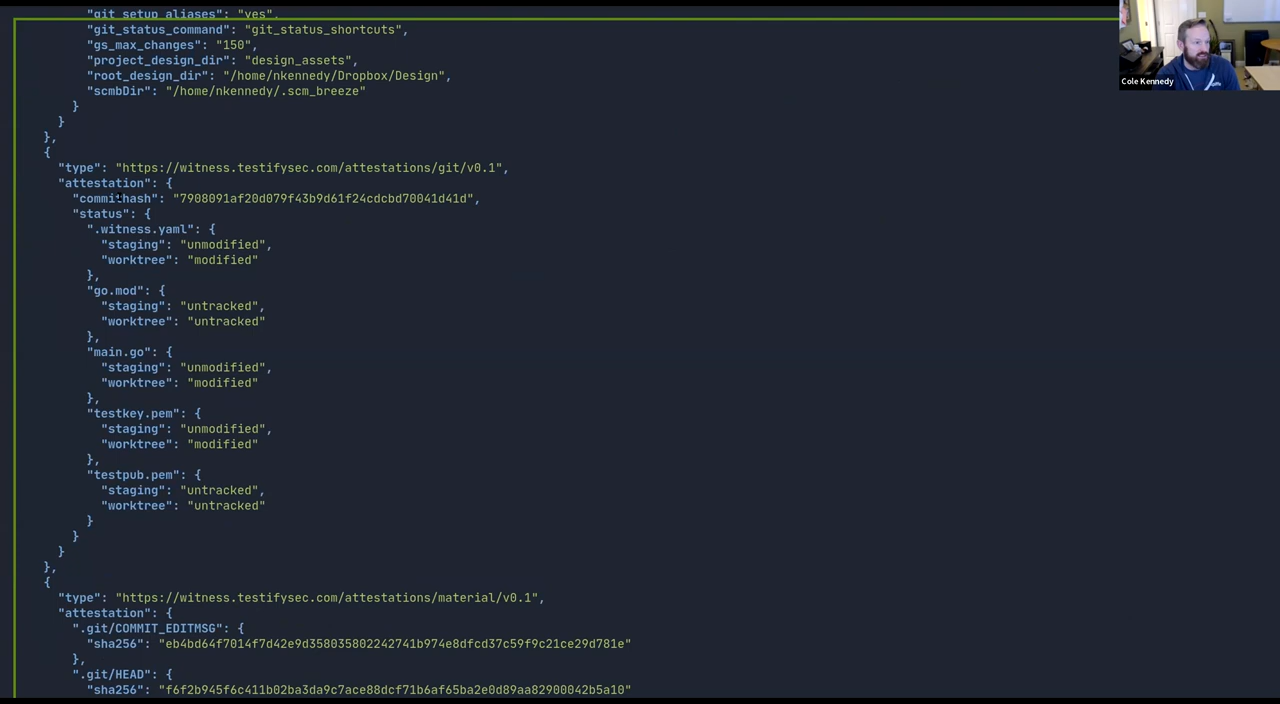 "git_setup_aliases": "yes",
"git_status_command": "git_status_shortcuts",
"gs_max_changes": "150",
"project_design_dir": "design_assets",
"root_design_dir": "/home/nkennedy/Dropbox/Design",
"scmbDir": "/home/nkennedy/.scm_breeze"
}
}
},
{
"type": "https://witness.testifysec.com/attestations/git/v0.1",
"attestation": {
"commithash": "7908091af20d079f43b9d61f24cdcbd70041d41d",
"status": {
".witness.yaml": {
"staging": "unmodified",
"worktree": "modified"
},
"go.mod": {
"staging": "untracked",
"worktree": "untracked"
},
"main.go": {
"staging": "unmodified",
"worktree": "modified"
},
"testkey.pem": {
"staging": "unmodified",
"worktree": "modified"
},
"testpub.pem": {
"staging": "untracked",
"worktree": "untracked"
}
}
}
},
{
"type": "https://witness.testifysec.com/attestations/material/v0.1",
"attestation": {
".git/COMMIT_EDITMSG": {
"sha256": "eb4bd64f7014f7d42e9d358035802242741b974e8dfcd37c59f9c21ce29d781e"
},
".git/HEAD": {
"sha256": "f6f2b945f6c411b02ba3da9c7ace88dcf71b6af65ba2e0d89aa82900042b5a10"
Cole Kennedy